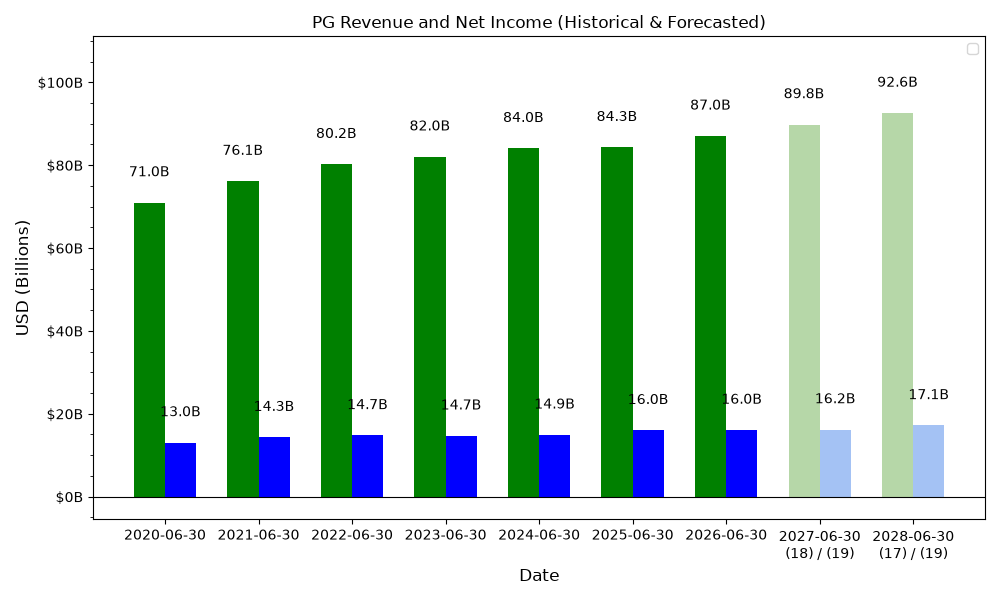 PG Revenue and Net Income (Historical & Forecasted)
$100B
$80B
$60B
$40B
$20B
$0B
USD (Billions)
71.0B
76.1B
80.2B
82.0B
84.0B
84.3B
87.0B
89.8B
92.6B
13.0B
14.3B
14.7B
14.7B
14.9B
16.0B
16.0B
16.2B
17.1B
2020-06-30
2021-06-30
2022-06-30
2023-06-30
2024-06-30
2025-06-30
2026-06-30
2027-06-30
(18) / (19)
2028-06-30
(17) / (19)
Date